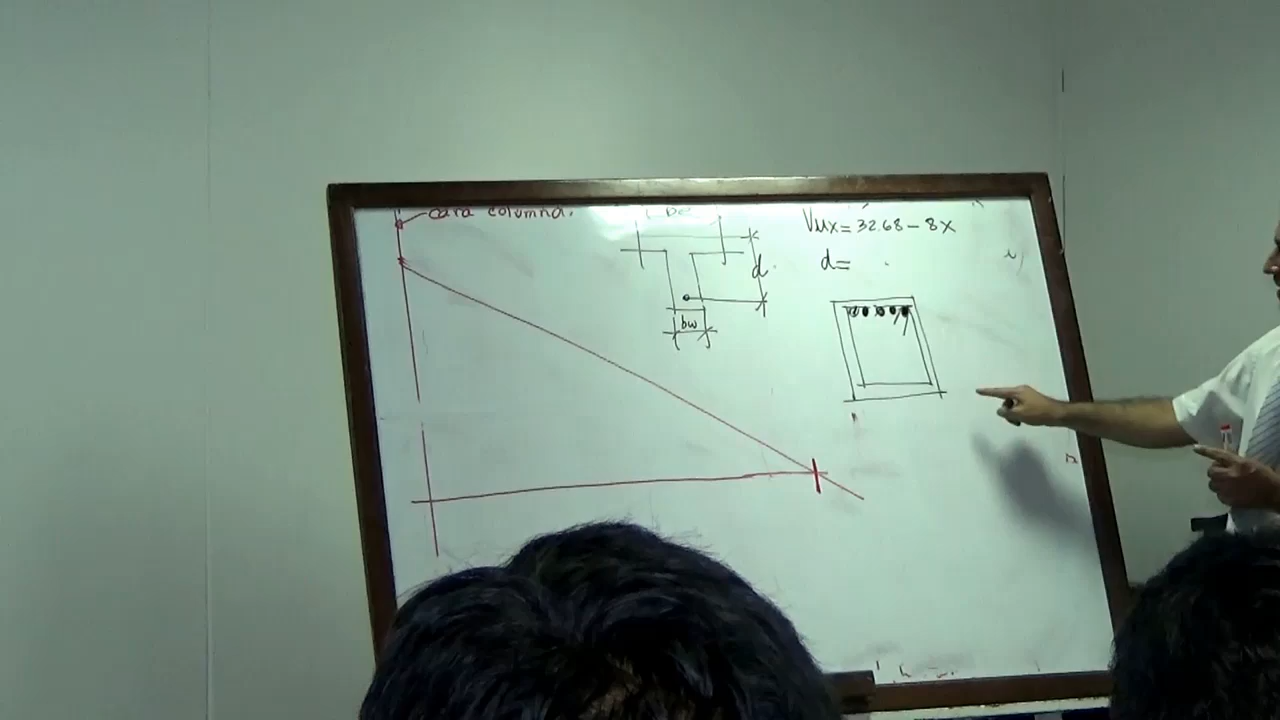 cara columna.
Vux = 32.68 - 8x
d
d =
bw